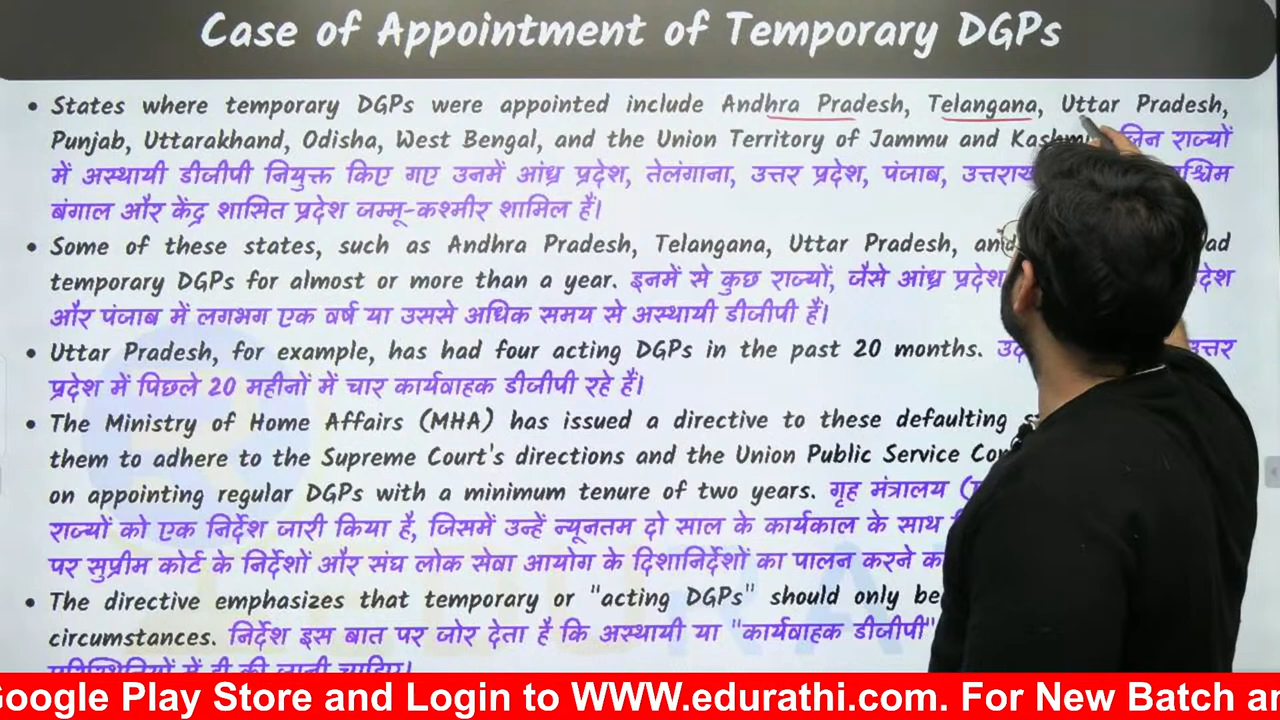 Case of Appointment of Temporary DGPs
• States where temporary DGPs were appointed include Andhra Pradesh, Telangana, Uttar Pradesh,
Punjab, Uttarakhand, Odisha, West Bengal, and the Union Territory of Jammu and Kashmir. जिन राज्यों
में अस्थायी डीजीपी नियुक्त किए गए उनमें आंध्र प्रदेश, तेलंगाना, उत्तर प्रदेश, पंजाब,
बंगाल और केंद्र शासित प्रदेश जम्मू-कश्मीर शामिल हैं।
• Some of these states, such as Andhra Pradesh, Telangana, Uttar Pradesh, and
temporary DGPs for almost or more than a year. इनमें से कुछ राज्यों, जैसे आंध्र प्रदेश
और पंजाब में लगभग एक वर्ष या उससे अधिक समय से अस्थायी डीजीपी हैं।
• Uttar Pradesh, for example, has had four acting DGPs in the past 20 months. उत्तर
प्रदेश में पिछले 20 महीनों में चार कार्यवाहक डीजीपी रहे हैं।
• The Ministry of Home Affairs (MHA) has issued a directive to these defaulting
them to adhere to the Supreme Court's directions and the Union Public Service
on appointing regular DGPs with a minimum tenure of two years. गृह मंत्रालय
राज्यों को एक निर्देश जारी किया है, जिसमें उन्हें न्यूनतम दो साल के कार्यकाल के साथ
पर सुप्रीम कोर्ट के निर्देशों और संघ लोक सेवा आयोग के दिशानिर्देशों का पालन करने
• The directive emphasizes that temporary or "acting DGPs" should only be
circumstances. निर्देश इस बात पर जोर देता है कि अस्थायी या "कार्यवाहक डीजीपी"
Google Play Store and Login to WWW.edurathi.com. For New Batch